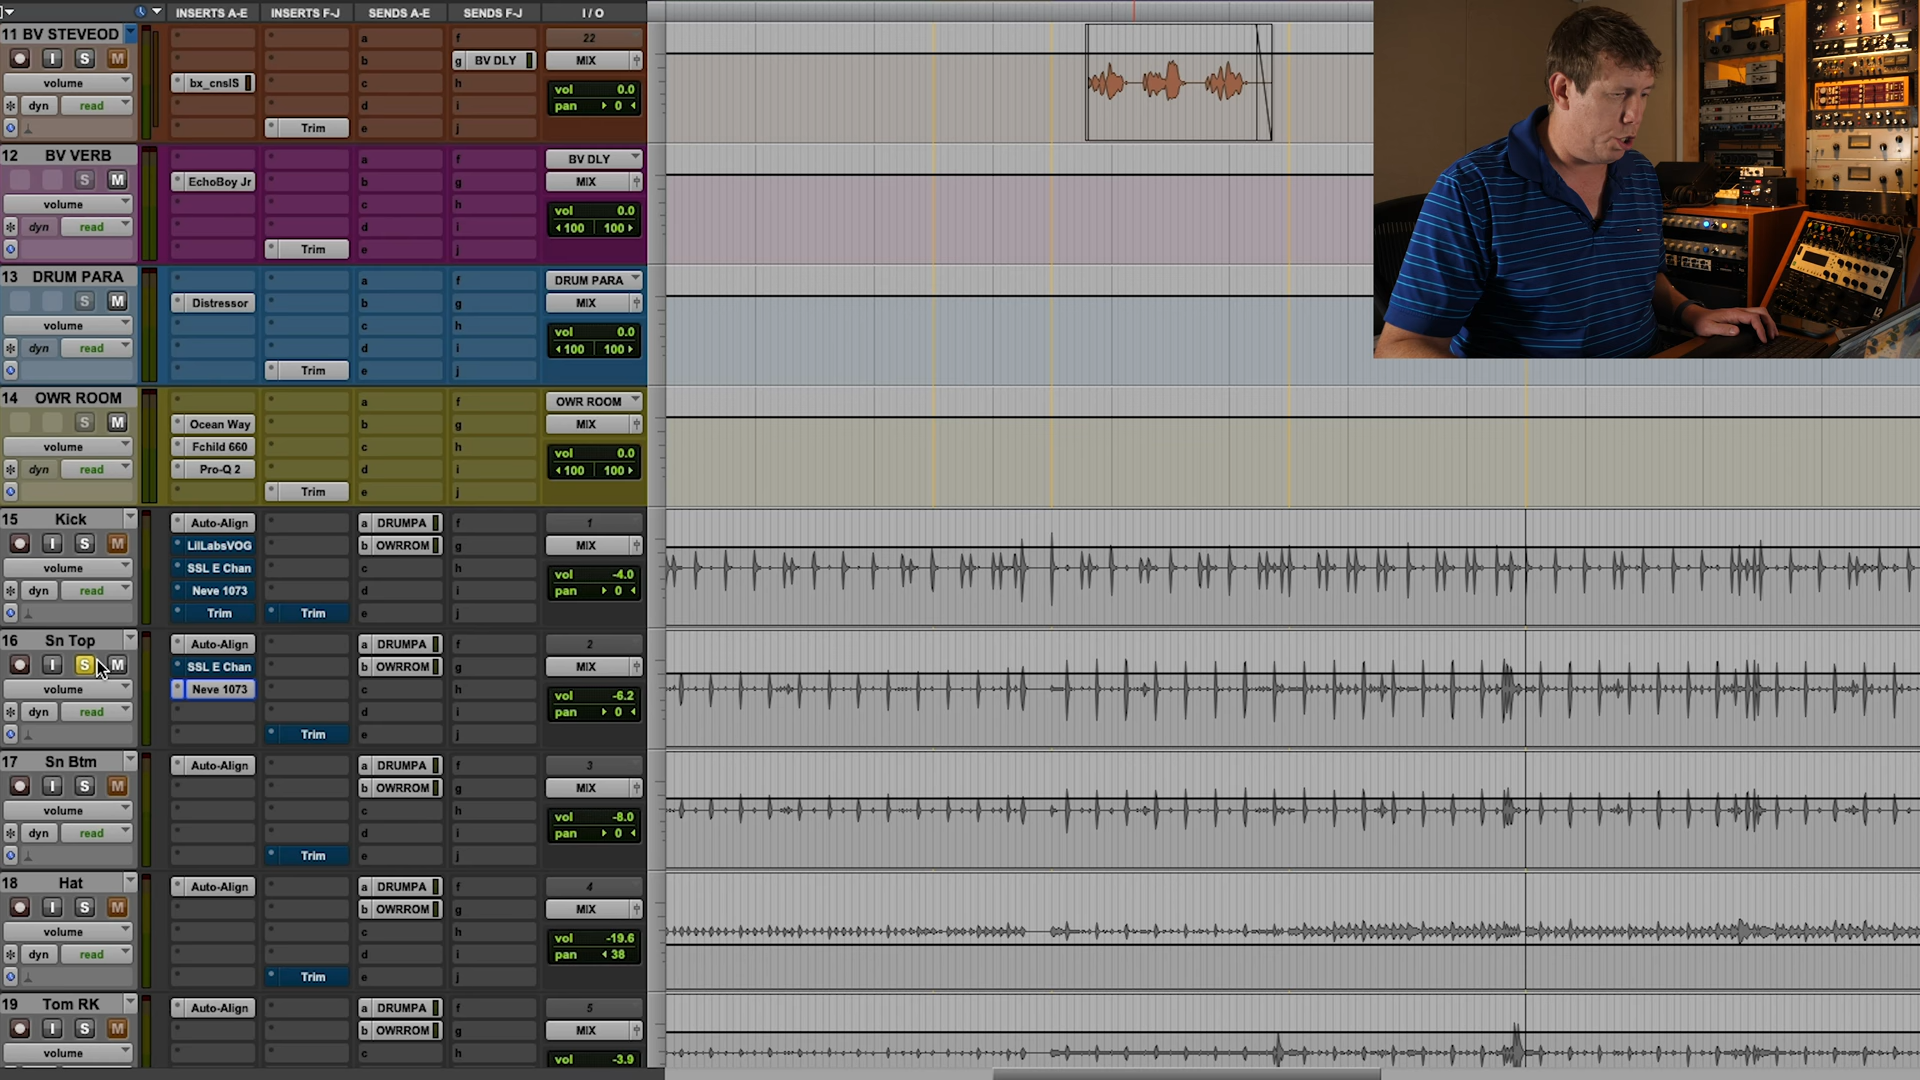 INSERTS A-E INSERTS F-J SENDS A-E SENDS F-J I / O
11 BV STEVEOD a f 22
I S M b g BV DLY MIX
volume bx_cnslS c h vol 0.0
dyn read d i pan 0
Trim e j
12 BV VERB a f BV DLY
S M EchoBoy Jr b g MIX
volume c h vol 0.0
dyn read d i 100 100
Trim e j
13 DRUM PARA a f DRUM PARA
S M Distressor b g MIX
volume c h vol 0.0
dyn read d i 100 100
Trim e j
14 OWR ROOM a f OWR ROOM
S M Ocean Way b g MIX
volume Fchild 660 c h vol 0.0
dyn read Pro-Q 2 d i 100 100
Trim e j
15 Kick Auto-Align a DRUMPA f 1
I S M LilLabsVOG b OWRROM g MIX
volume SSL E Chan c h vol -4.0
dyn read Neve 1073 d i pan 0
Trim Trim e j
16 Sn Top Auto-Align a DRUMPA f 2
I S M SSL E Chan b OWRROM g MIX
volume Neve 1073 c h vol -6.2
dyn read d i pan 0
Trim e j
17 Sn Btm Auto-Align a DRUMPA f 3
I S M b OWRROM g MIX
volume c h vol -8.0
dyn read d i pan 0
Trim e j
18 Hat Auto-Align a DRUMPA f 4
I S M b OWRROM g MIX
volume c h vol -19.6
dyn read d i pan 38
Trim e j
19 Tom RK Auto-Align a DRUMPA f 5
I S M b OWRROM g MIX
volume c h vol -3.9